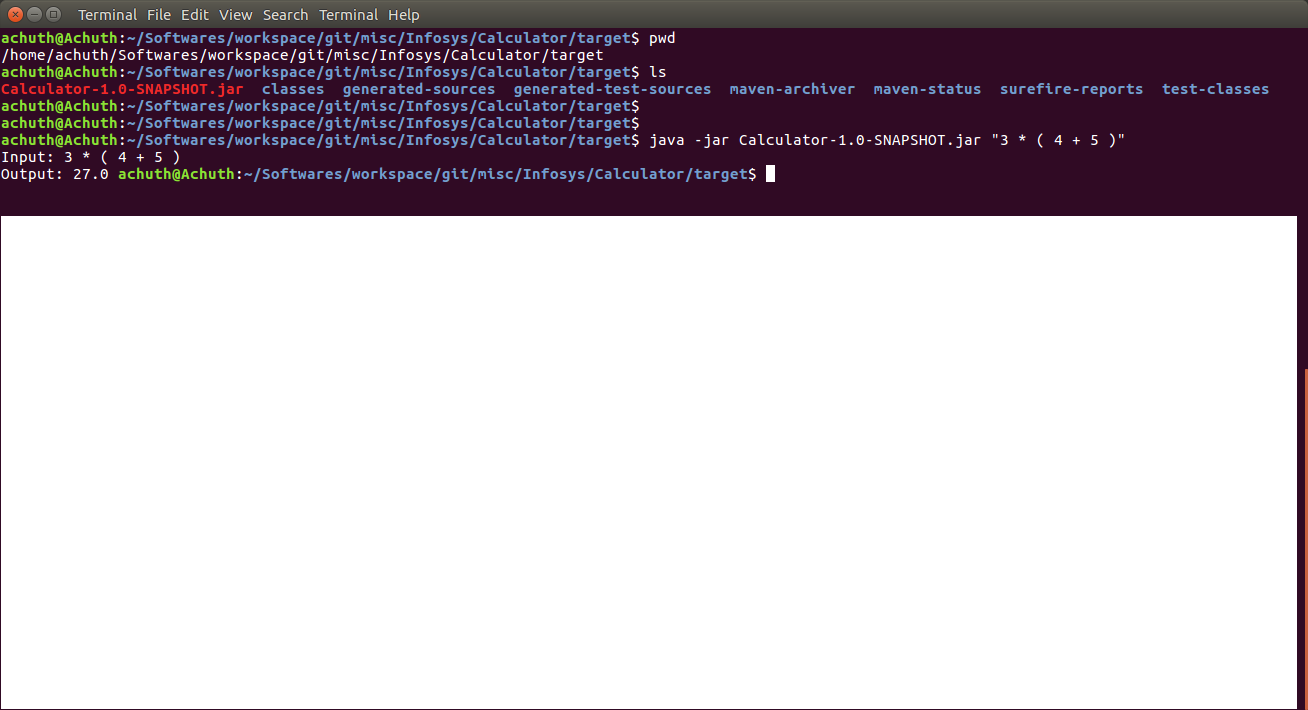 Terminal File Edit View Search Terminal Help
achuth@Achuth:~/Softwares/workspace/git/misc/Infosys/Calculator/target$ pwd
/home/achuth/Softwares/workspace/git/misc/Infosys/Calculator/target
achuth@Achuth:~/Softwares/workspace/git/misc/Infosys/Calculator/target$ ls
Calculator-1.0-SNAPSHOT.jar  classes  generated-sources  generated-test-sources  maven-archiver  maven-status  surefire-reports  test-classes
achuth@Achuth:~/Softwares/workspace/git/misc/Infosys/Calculator/target$
achuth@Achuth:~/Softwares/workspace/git/misc/Infosys/Calculator/target$
achuth@Achuth:~/Softwares/workspace/git/misc/Infosys/Calculator/target$ java -jar Calculator-1.0-SNAPSHOT.jar "3 * ( 4 + 5 )"
Input: 3 * ( 4 + 5 )
Output: 27.0 achuth@Achuth:~/Softwares/workspace/git/misc/Infosys/Calculator/target$